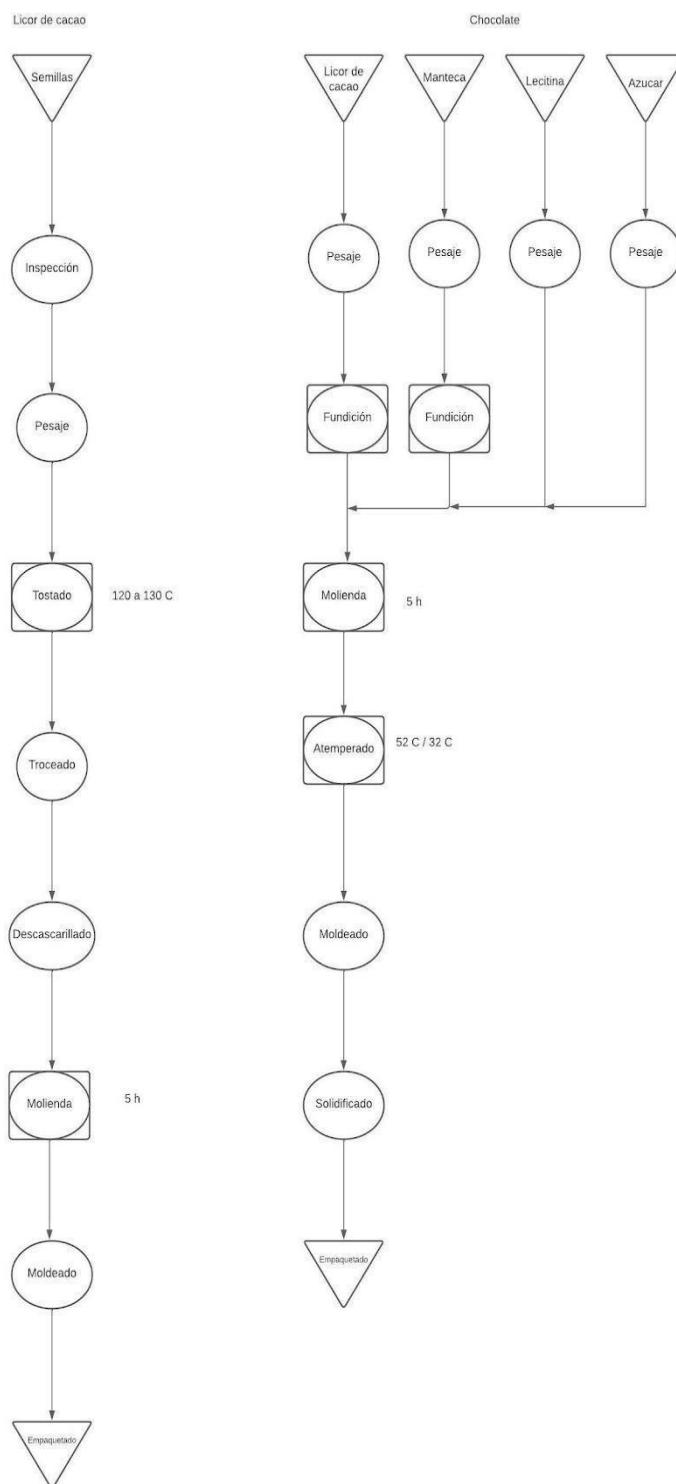 Licor de cacao
Semillas
Inspección
Pesaje
Tostado
120 a 130 C
Troceado
Descascarillado
Molienda
5 h
Moldeado
Empaquetado
Chocolate
Licor de
cacao
Manteca
Lecitina
Azucar
Pesaje
Pesaje
Pesaje
Pesaje
Fundición
Fundición
Molienda
5 h
Atemperado
52 C / 32 C
Moldeado
Solidificado
Empaquetado